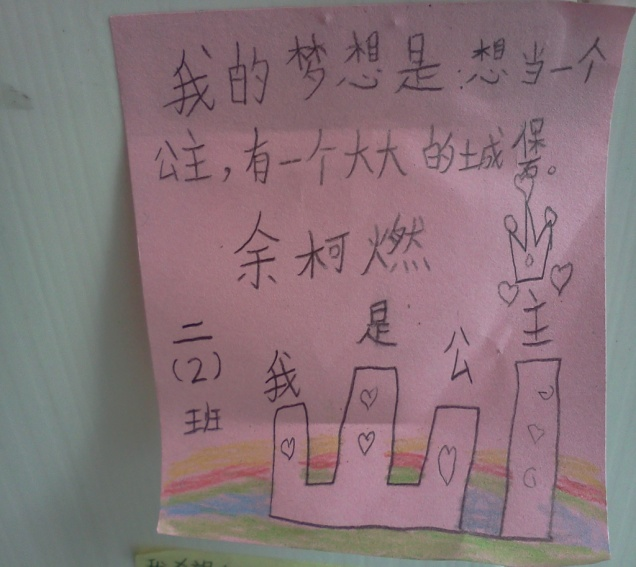 我的梦想是:想当一个
公主,有一个大大的城堡。
余柯燃
二
(2)
班
我是公主